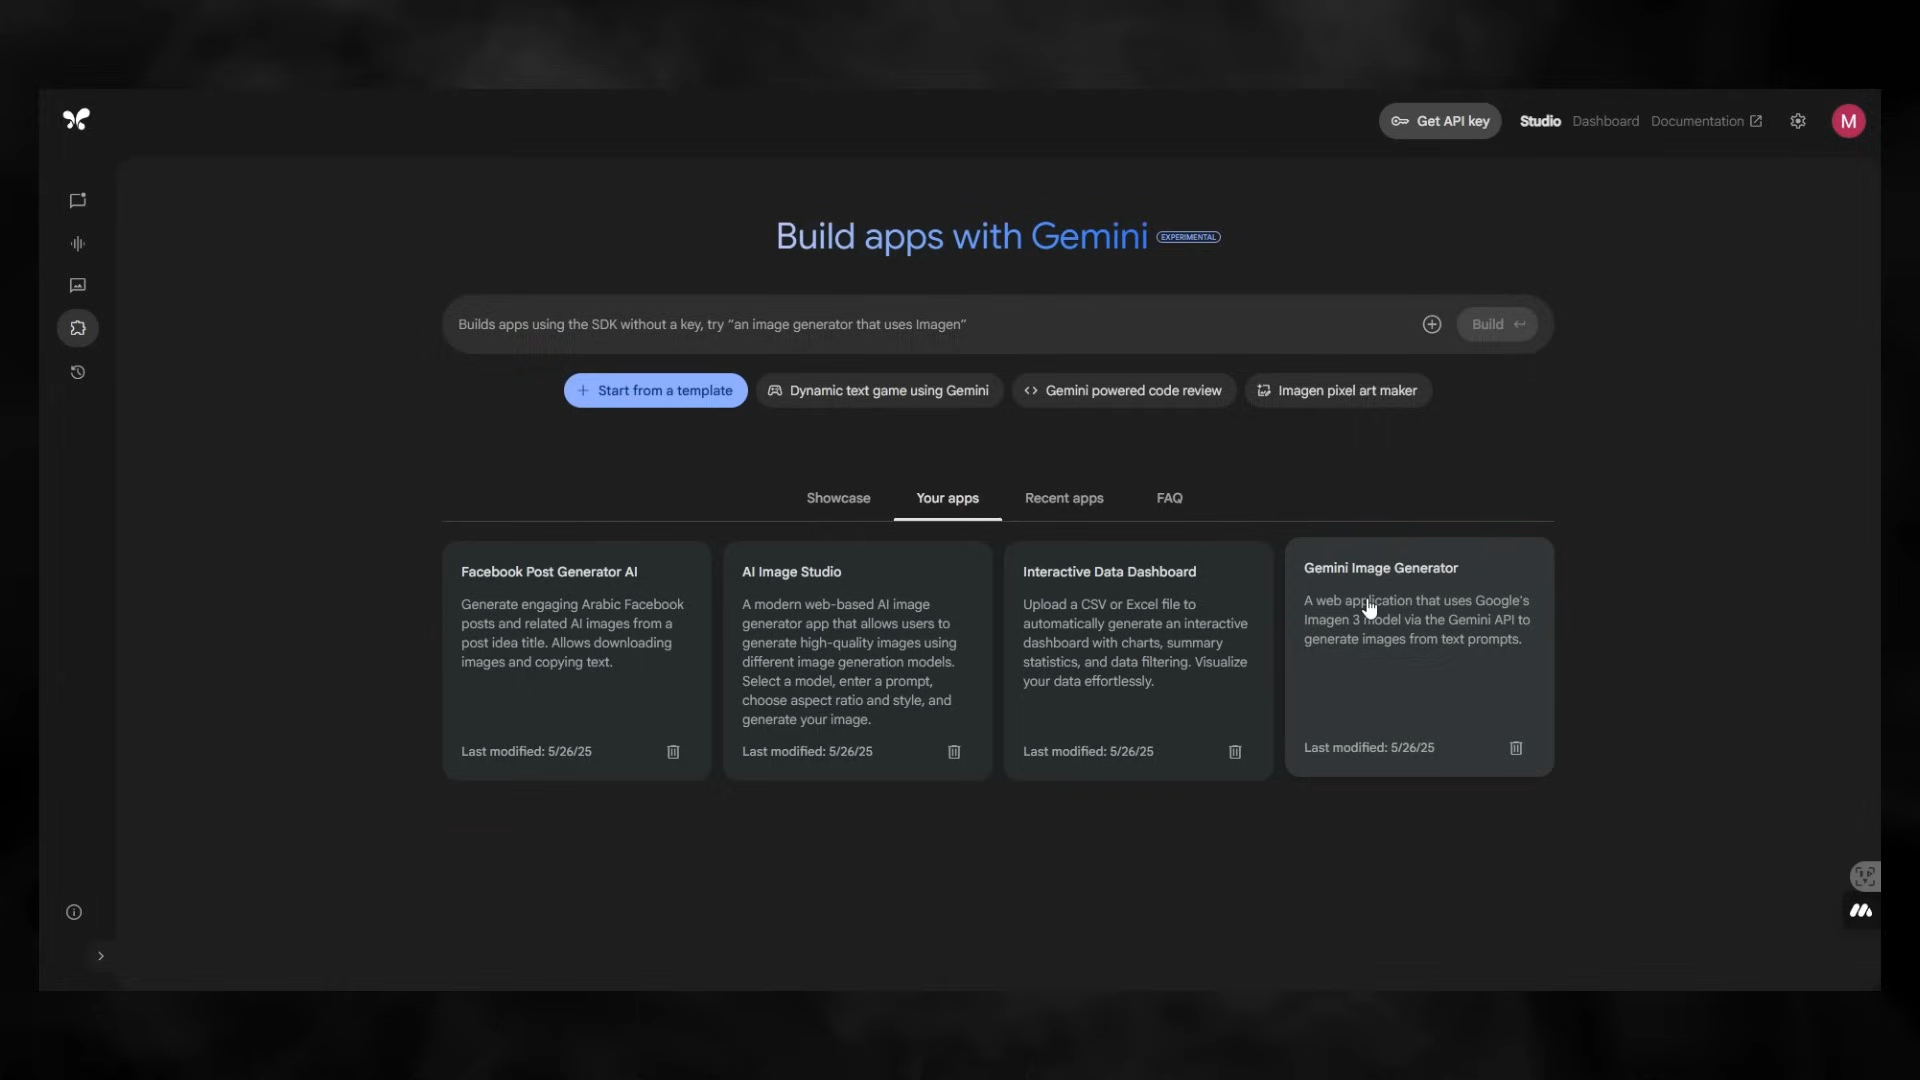 Get API key
Studio
Dashboard
Documentation
M
Build apps with Gemini EXPERIMENTAL
Builds apps using the SDK without a key, try “an image generator that uses Imagen”
Build
Start from a template
Dynamic text game using Gemini
Gemini powered code review
Imagen pixel art maker
Showcase
Your apps
Recent apps
FAQ
Facebook Post Generator AI
Generate engaging Arabic Facebook
posts and related AI images from a
post idea title. Allows downloading
images and copying text.
Last modified: 5/26/25
AI Image Studio
A modern web-based AI image
generator app that allows users to
generate high-quality images using
different image generation models.
Select a model, enter a prompt,
choose aspect ratio and style, and
generate your image.
Last modified: 5/26/25
Interactive Data Dashboard
Upload a CSV or Excel file to
automatically generate an interactive
dashboard with charts, summary
statistics, and data filtering. Visualize
your data effortlessly.
Last modified: 5/26/25
Gemini Image Generator
A web application that uses Google's
Imagen 3 model via the Gemini API to
generate images from text prompts.
Last modified: 5/26/25